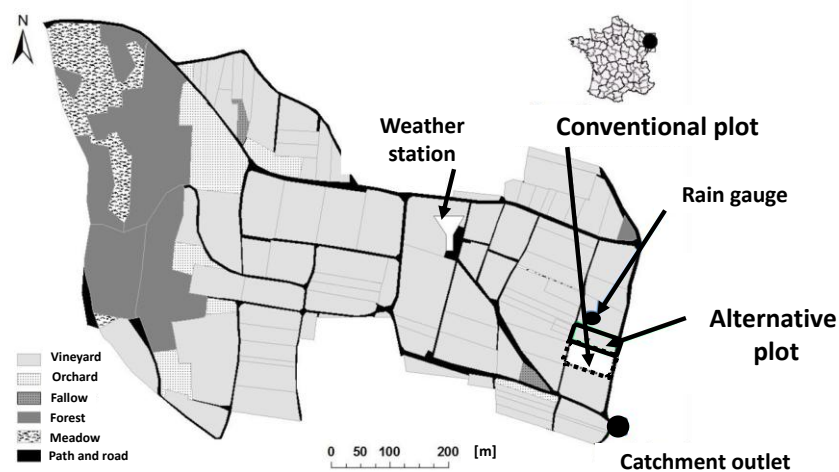 N
Weather
station
Conventional plot
Rain gauge
Alternative
plot
Vineyard
Orchard
Fallow
Forest
Meadow
Path and road
0 50 100 200 [m]
Catchment outlet